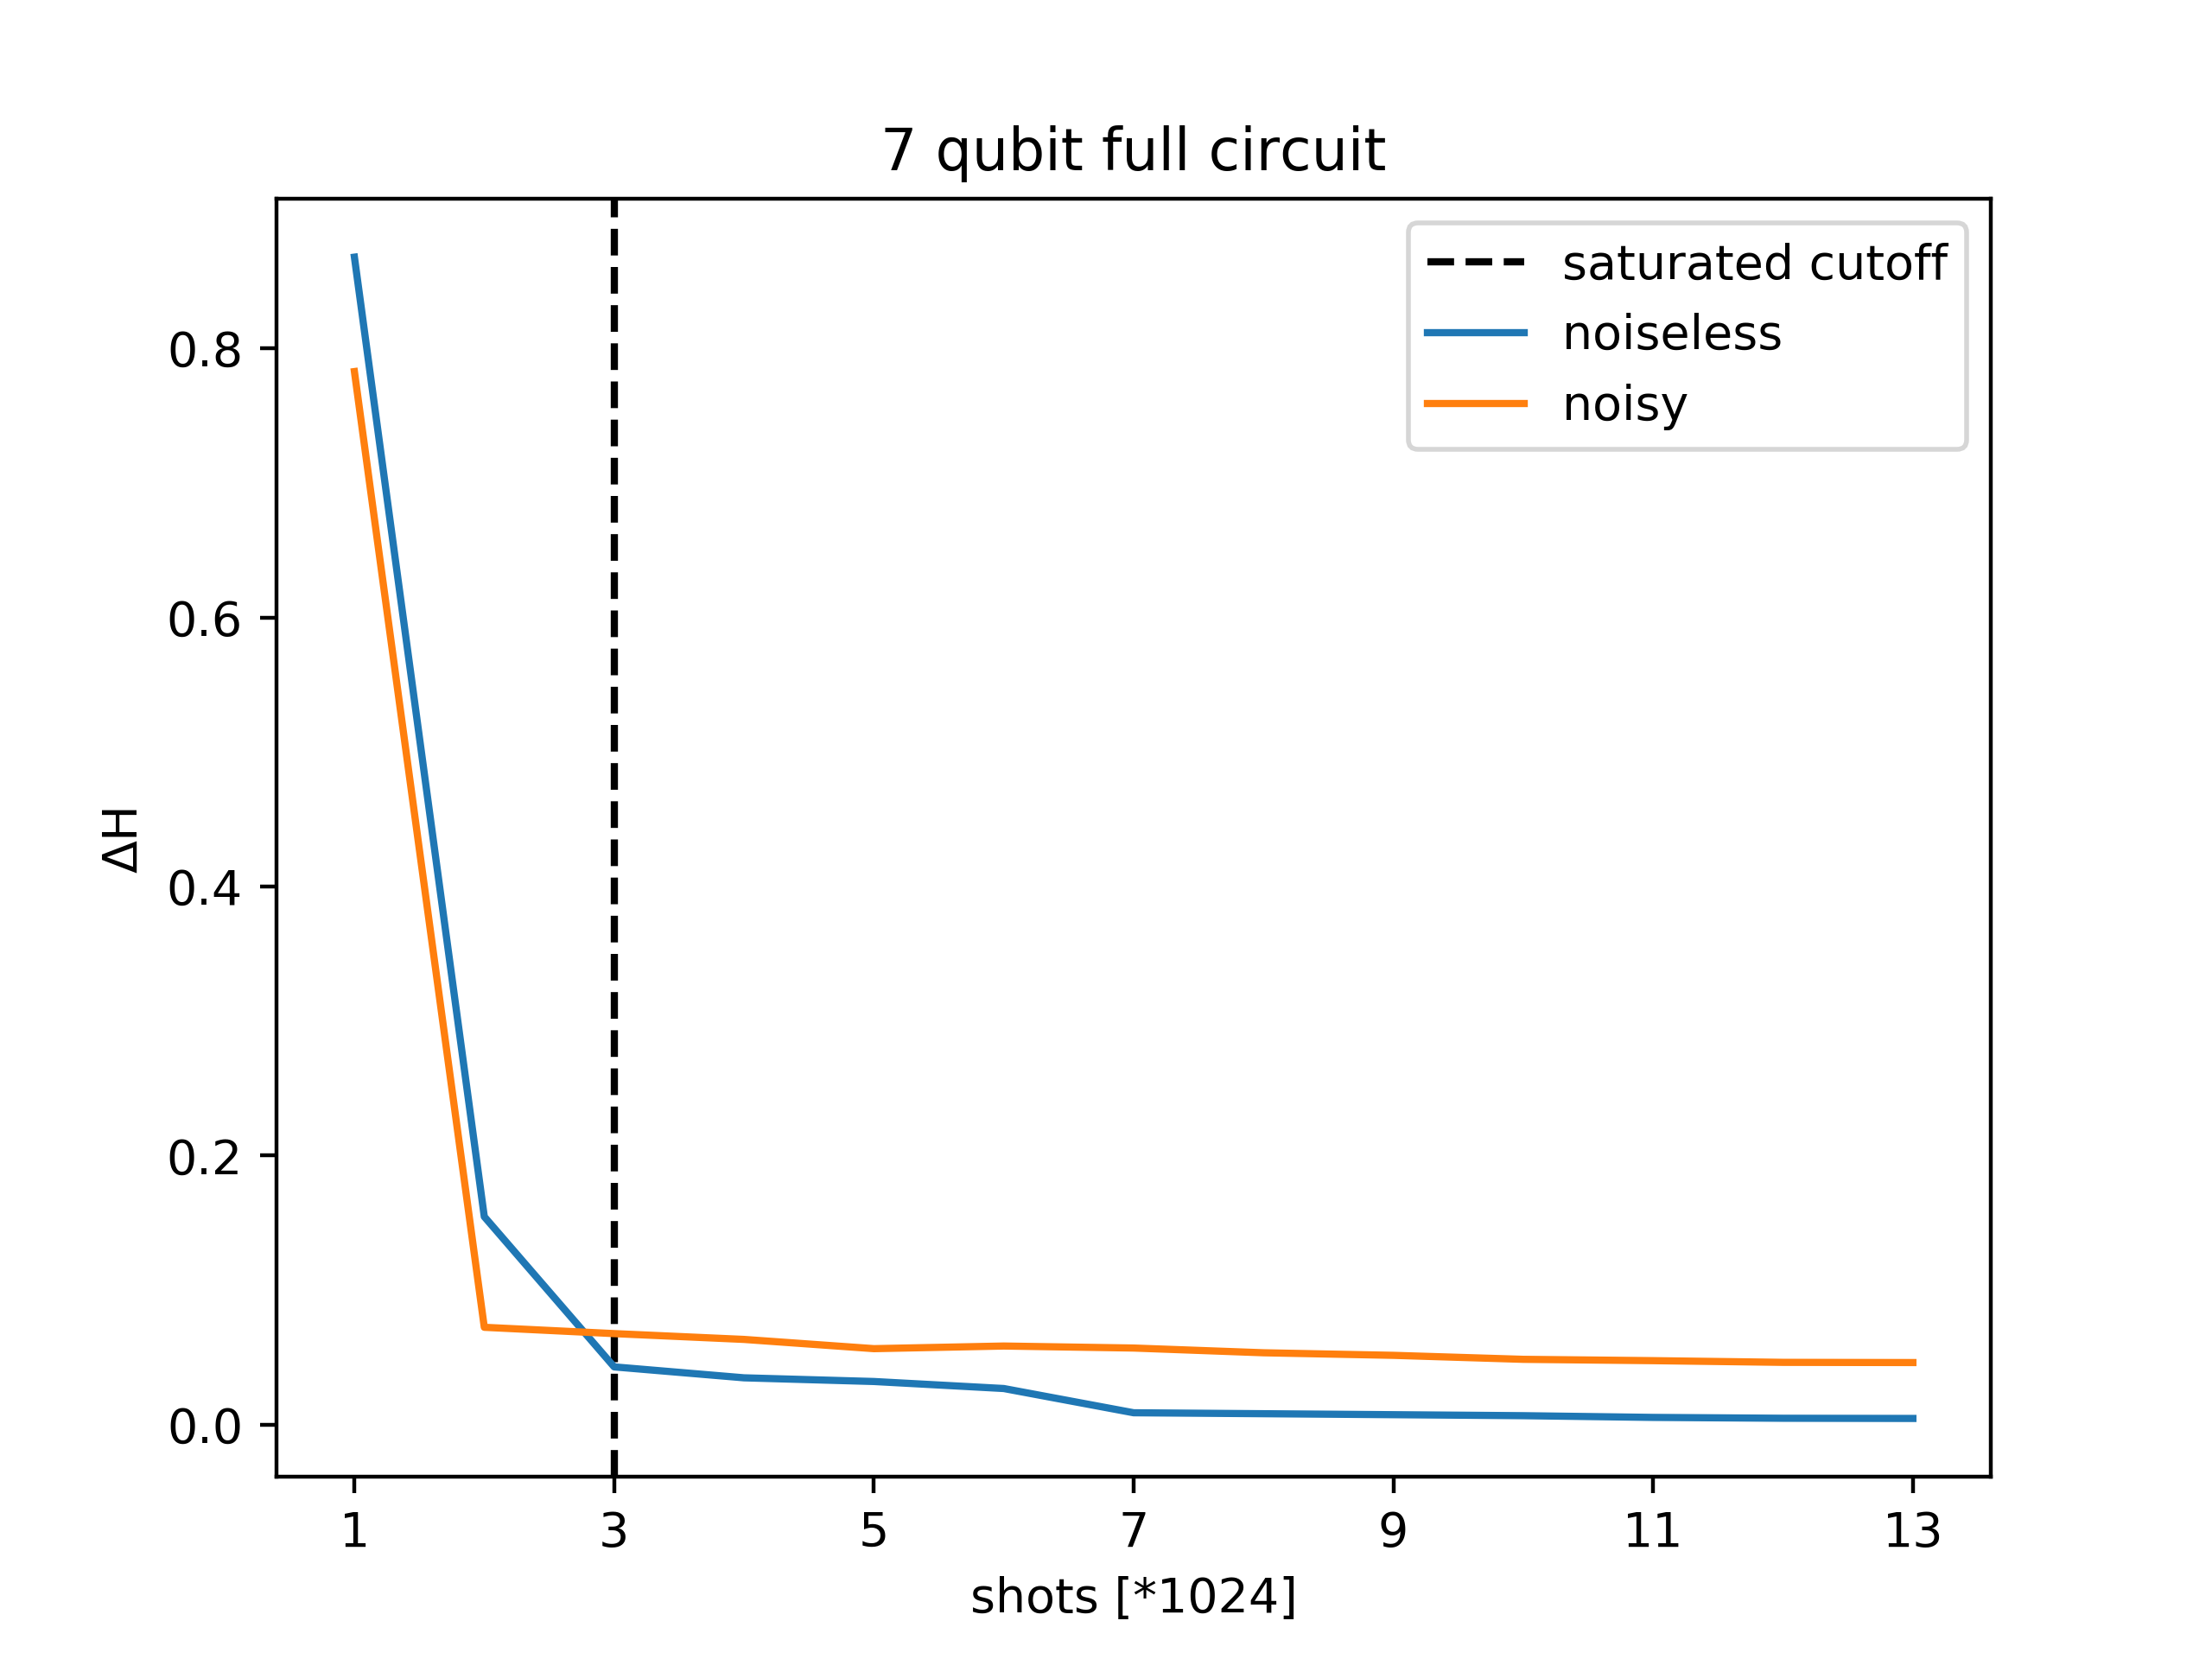 7 qubit full circuit
saturated cutoff
noiseless
noisy
0.8
0.6
0.4
0.2
0.0
ΔH
1 3 5 7 9 11 13
shots [*1024]